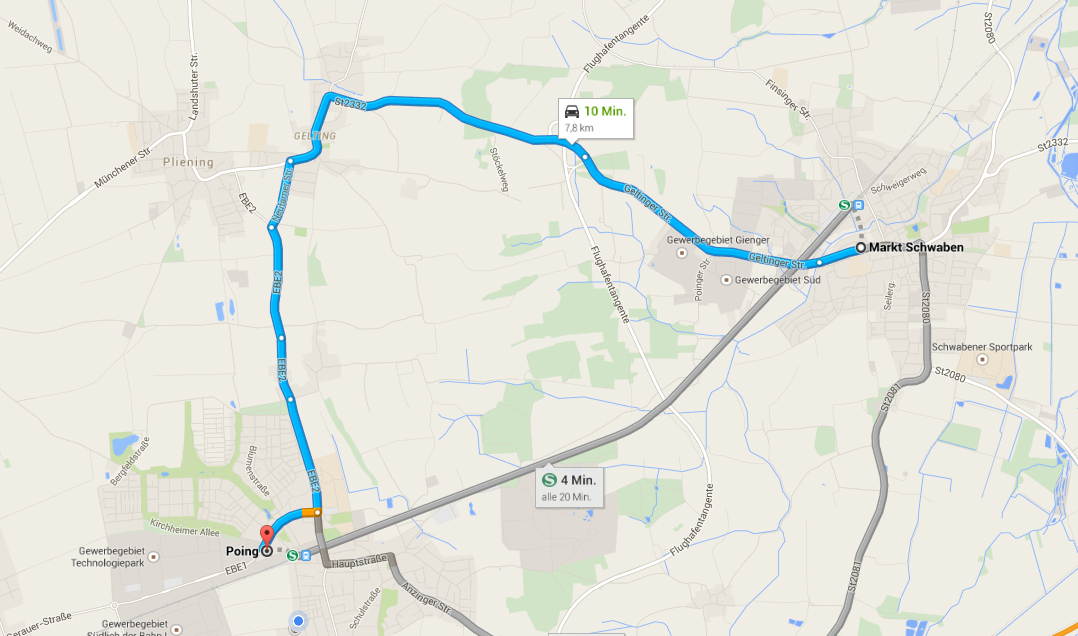 Weidachweg
Landshuter Str.
Münchener Str.
Pliening
GELTING
St2332
Flughafentangente
10 Min.
7,8 km
Stöckelweg
St2080
Finsinger Str.
St2332
Schweigerweg
S
EBE2
Neufarner Str.
Geltinger Str.
Gewerbegebiet Gienger
Geltinger Str.
Markt Schwaben
Poinger Str.
Gewerbegebiet Süd
Seilerg.
St2080
EBE2
Flughafentangente
EBE2
Schwabener Sportpark
St2080
St2081
Bergfeldstraße
Blumenstraße
EBE2
S 4 Min.
alle 20 Min.
Flughafentangente
Kirchheimer Allee
Poing
S
Gewerbegebiet
Technologiepark
EBE1
Hauptstraße
Anzinger Str.
Schulstraße
St2081
Gerauer-Straße
Gewerbegebiet
Südlich der Bahn I